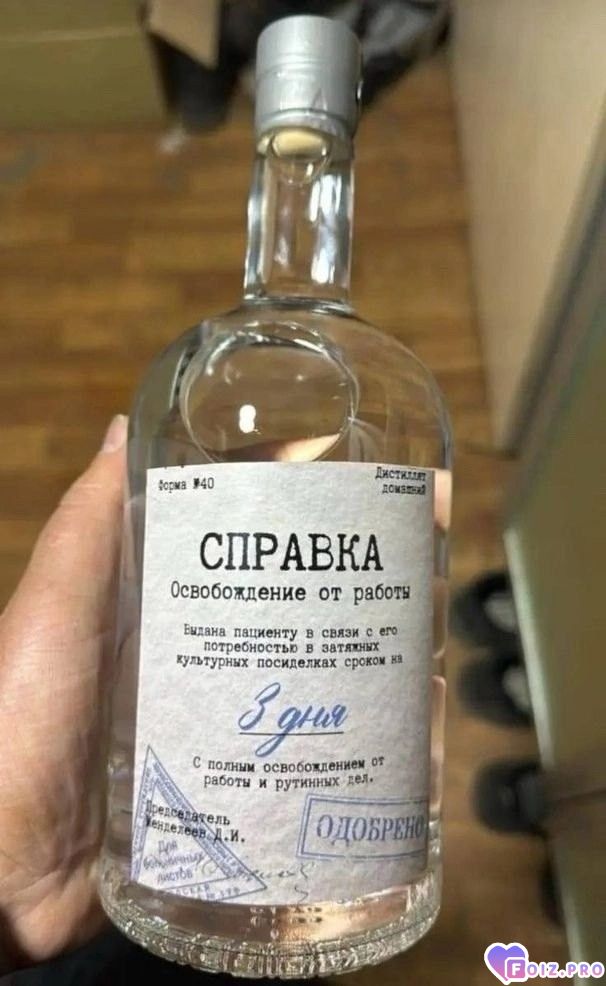 Форма №40
Дистиллят
домашний
СПРАВКА
Освобождение от работы
Выдана пациенту в связи с его
потребностью в затяжных
культурных посиделках сроком на
3 дня
С полным освобождением от
работы и рутинных дел.
Председатель
Менделеев Д.И.
Для
больничных
листов
ОДОБРЕНО
FOIZ.PRO